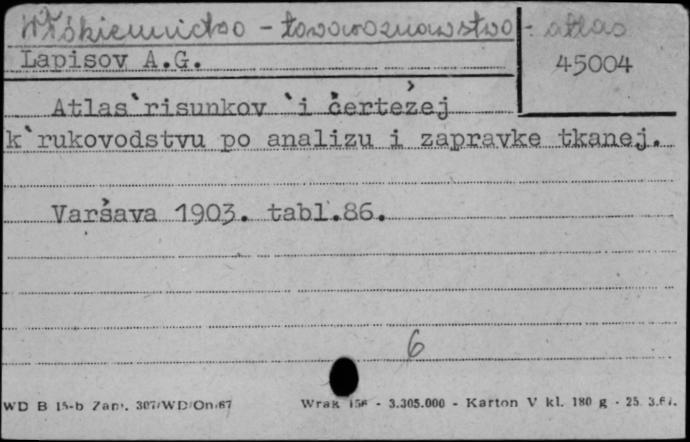 Włókiennictwo - towaroznawstwo - atlas
Lapisov A.G.
45004
Atlas`risunkov `i čertežej
k`rukovodstvu po analizu i zapravke tkanej.
Varšava 1903. tabl.86.
6
WD B 15-b Zam. 307/WD/On/67 Wrak 156 - 3.305.000 - Karton V kl. 180 g - 25. 3.67.